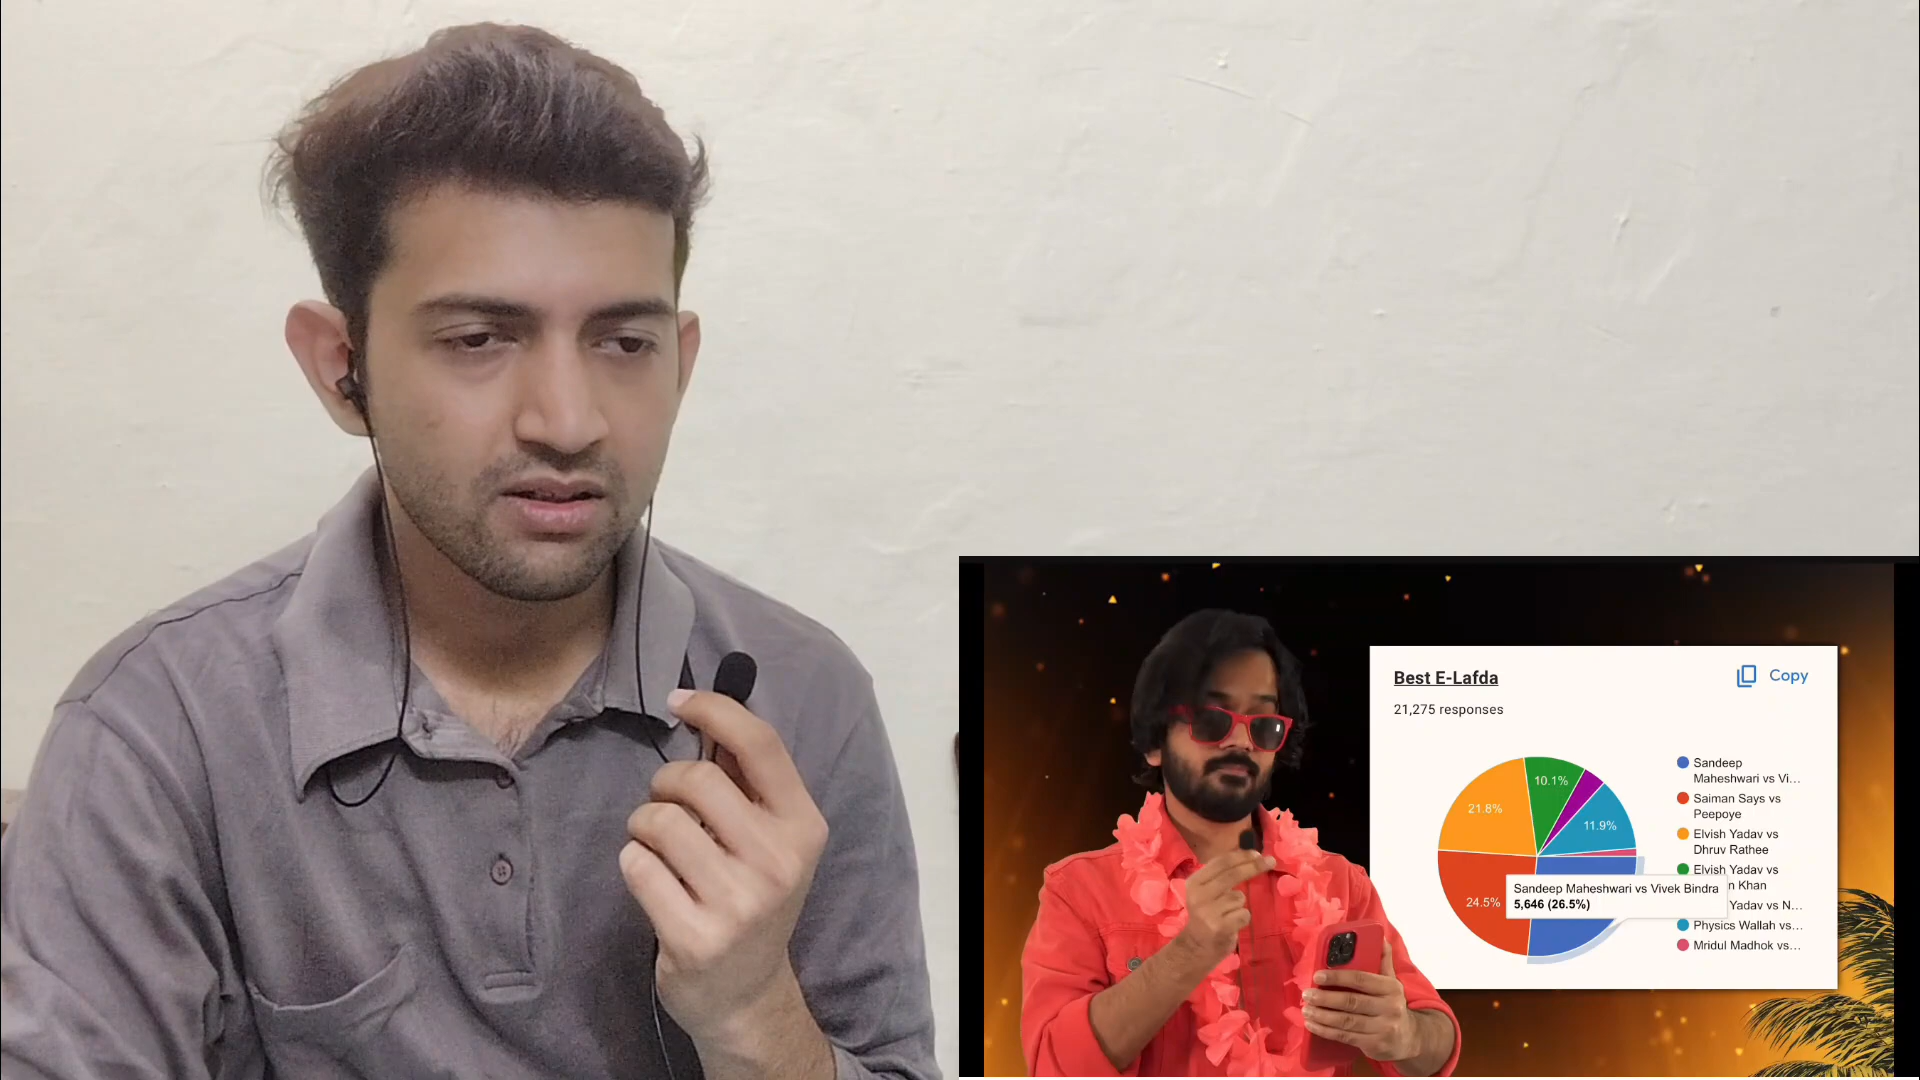 Best E-Lafda
Copy
21,275 responses
10.1%
21.8%
11.9%
24.5%
Sandeep
Maheshwari vs Vi...
Saiman Says vs
Peepoye
Elvish Yadav vs
Dhruv Rathee
Elvish Yadav vs
n Khan
Yadav vs N...
Physics Wallah vs...
Mridul Madhok vs...
Sandeep Maheshwari vs Vivek Bindra
5,646 (26.5%)